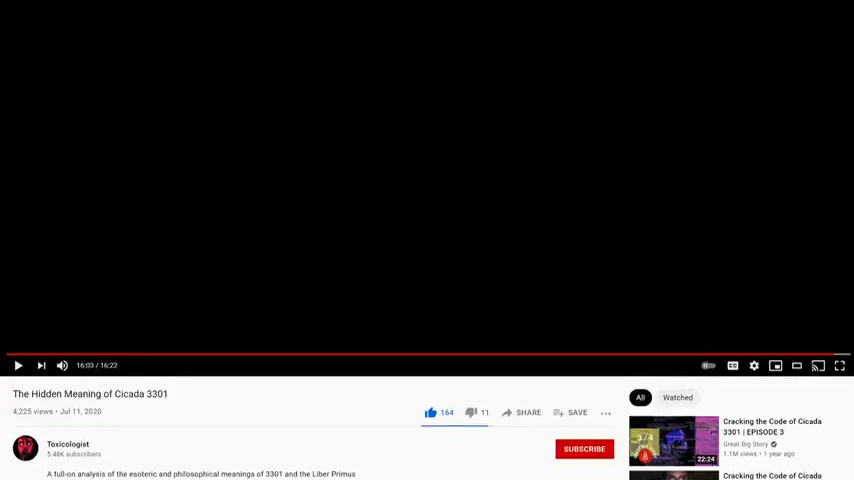 16:03 / 16:22
The Hidden Meaning of Cicada 3301
4,225 views • Jul 11, 2020
164
11
SHARE
SAVE
Toxicologist
5.48K subscribers
SUBSCRIBE
A full-on analysis of the esoteric and philosophical meanings of 3301 and the Liber Primus
All
Watched
3/4
22:24
Cracking the Code of Cicada
3301 | EPISODE 3
Great Big Story
1.1M views • 1 year ago
Cracking the Code of Cicada